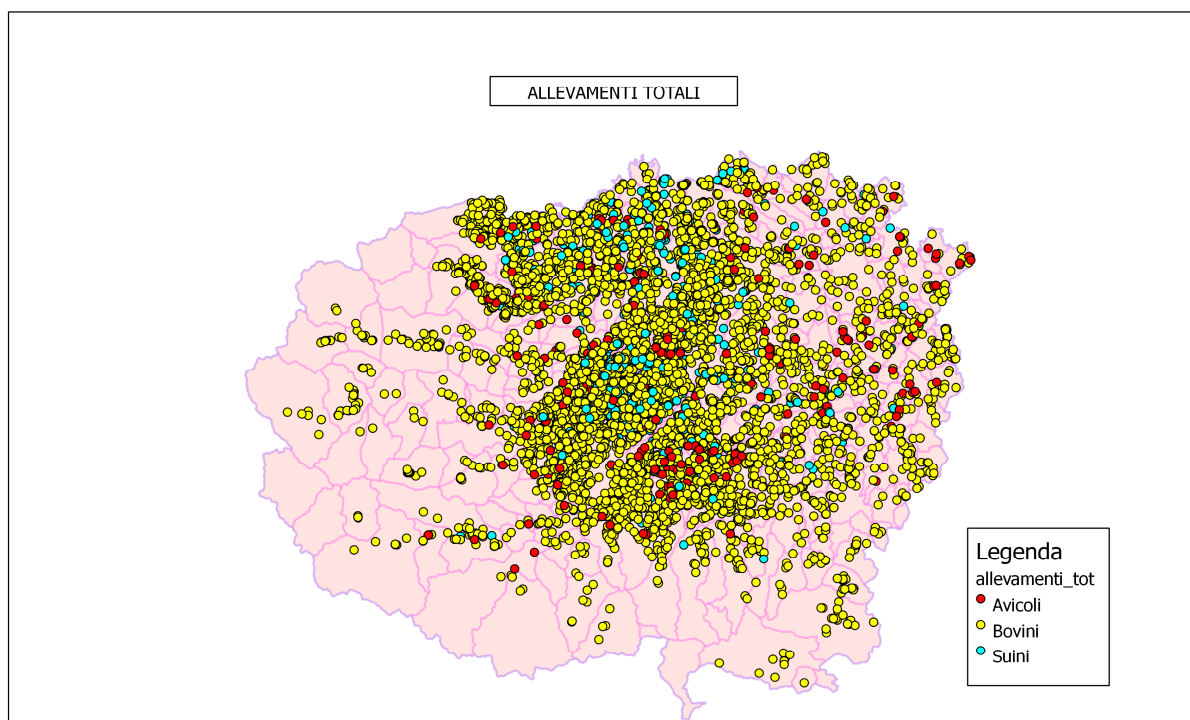 ALLEVAMENTI TOTALI
Legenda
allevamenti_tot
Avicoli
Bovini
Suini